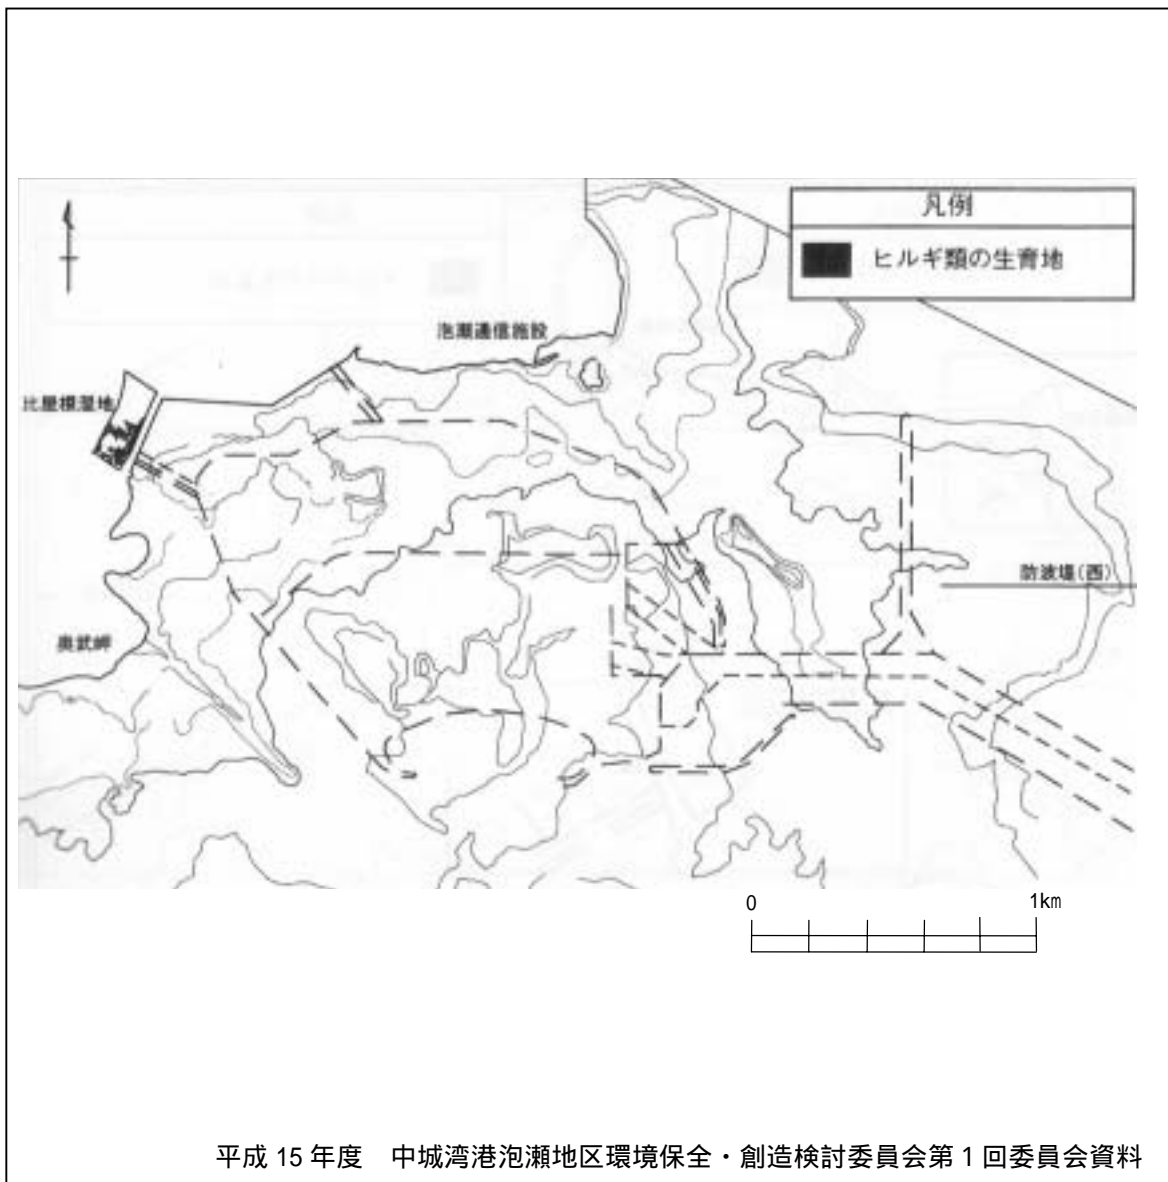 凡例
ヒルギ類の生育地
泡瀬通信施設
比屋根湿地
防波堤(西)
奥武岬
0 1km
平成 15 年度 中城湾港泡瀬地区環境保全・創造検討委員会第 1 回委員会資料